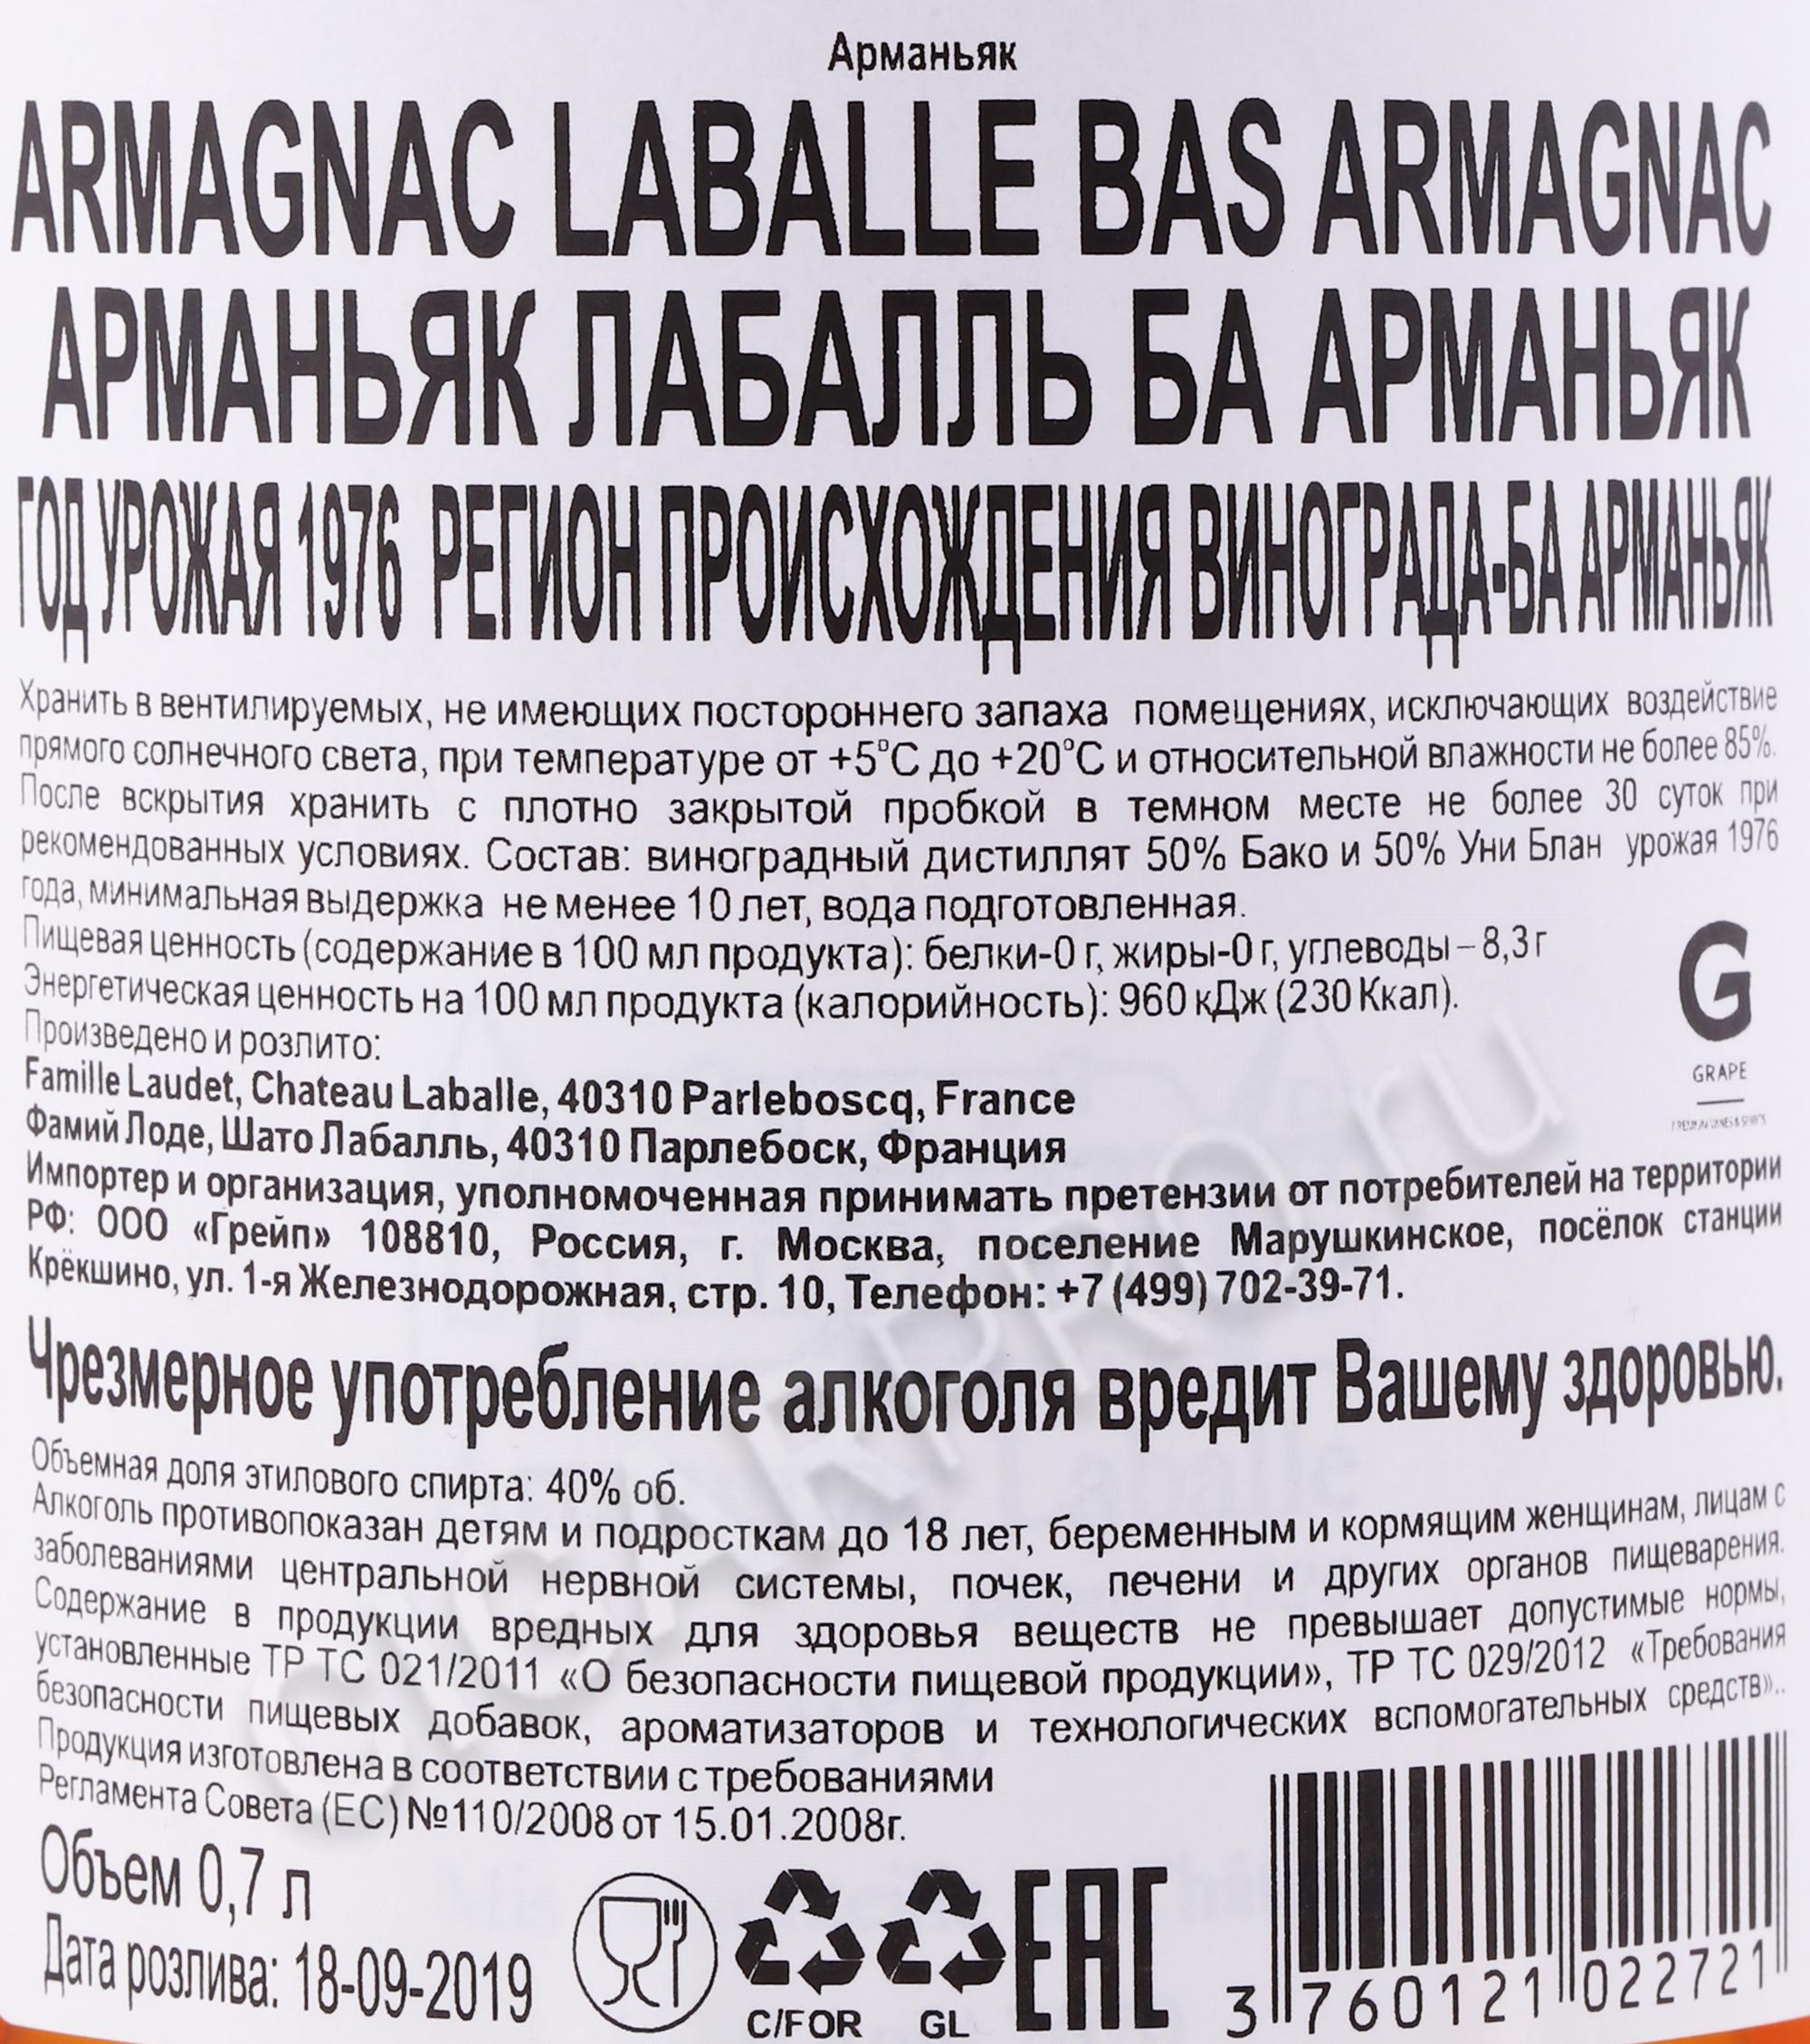 Арманьяк
ARMAGNAC LABALLE BAS ARMAGNAC
АРМАНЬЯК ЛАБАЛЛЬ БА АРМАНЬЯК
ГОД УРОЖАЯ 1976 РЕГИОН ПРОИСХОЖДЕНИЯ ВИНОГРАДА-БА АРМАНЬЯК
Хранить в вентилируемых, не имеющих постороннего запаха помещениях, исключающих воздействие
прямого солнечного света, при температуре от +5°С до +20°С и относительной влажности не более 85%.
После вскрытия хранить с плотно закрытой пробкой в темном месте не более 30 суток при
рекомендованных условиях. Состав: виноградный дистиллят 50% Бако и 50% Уни Блан урожая 1976
года, минимальная выдержка не менее 10 лет, вода подготовленная.
Пищевая ценность (содержание в 100 мл продукта): белки-0 г, жиры-0 г, углеводы – 8,3 г
Энергетическая ценность на 100 мл продукта (калорийность): 960 кДж (230 Ккал).
Произведено и розлито:
Famille Laudet, Chateau Laballe, 40310 Parleboscq, France
Фамий Лоде, Шато Лабалль, 40310 Парлебоск, Франция
G
GRAPE
Импортер и организация, уполномоченная принимать претензии от потребителей на территории
РФ: ООО «Грейп» 108810, Россия, г. Москва, поселение Марушкинское, посёлок станции
Крёкшино, ул. 1-я Железнодорожная, стр. 10, Телефон: +7 (499) 702-39-71.
Чрезмерное употребление алкоголя вредит Вашему здоровью.
Объемная доля этилового спирта: 40% об.
Алкоголь противопоказан детям и подросткам до 18 лет, беременным и кормящим женщинам, лицам с
заболеваниями центральной нервной системы, почек, печени и других органов пищеварения.
Содержание в продукции вредных для здоровья веществ не превышает допустимые нормы,
установленные ТР ТС 021/2011 «О безопасности пищевой продукции», ТР ТС 029/2012 «Требования
безопасности пищевых добавок, ароматизаторов и технологических вспомогательных средств»..
Продукция изготовлена в соответствии с требованиями
Регламента Совета (ЕС) №110/2008 от 15.01.2008г.
Объем 0,7 л
Дата розлива: 18-09-2019
C/FOR GL
EAC
3 760121 022721
CIGARPRO.ru